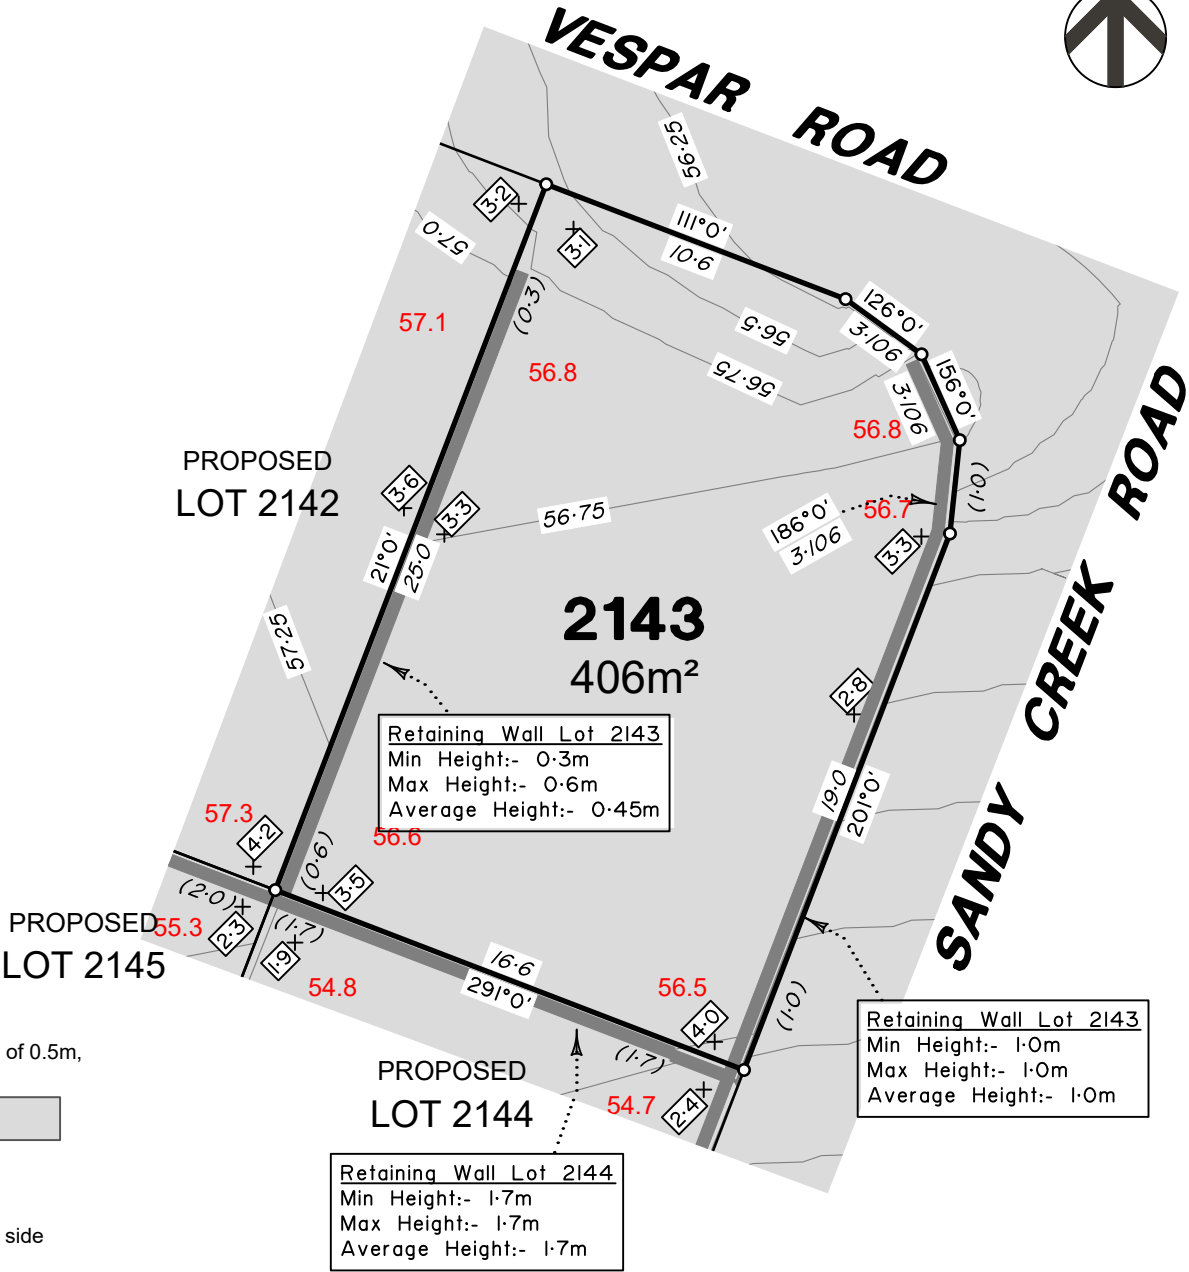 VESPAR ROAD
56·25
3·2
57·0
3·1
111°0'
10·6
126°0'
3·106
(0·3)
57.1
56.8
56·5
56·75
156°0'
3·106
56.8
SANDY CREEK ROAD
PROPOSED
LOT 2142
3·6
3·3
56·75
186°0'
3·106
56.7
(1·0)
3·3
21°0'
25·0
57·25
2143
406m²
2·8
Retaining Wall Lot 2143
Min Height:- 0·3m
Max Height:- 0·6m
Average Height:- 0·45m
19·0
201°0'
57.3
4·2
56.6
(0·6)
3·5
(2·0)
PROPOSED
LOT 2145
55.3
2·3
(1·7)
1·9
54.8
16·6
291°0'
56.5
4·0
(1·0)
(1·7)
Retaining Wall Lot 2143
Min Height:- 1·0m
Max Height:- 1·0m
Average Height:- 1·0m
of 0.5m,
PROPOSED
LOT 2144
54.7
2·4
Retaining Wall Lot 2144
Min Height:- 1·7m
Max Height:- 1·7m
Average Height:- 1·7m
side